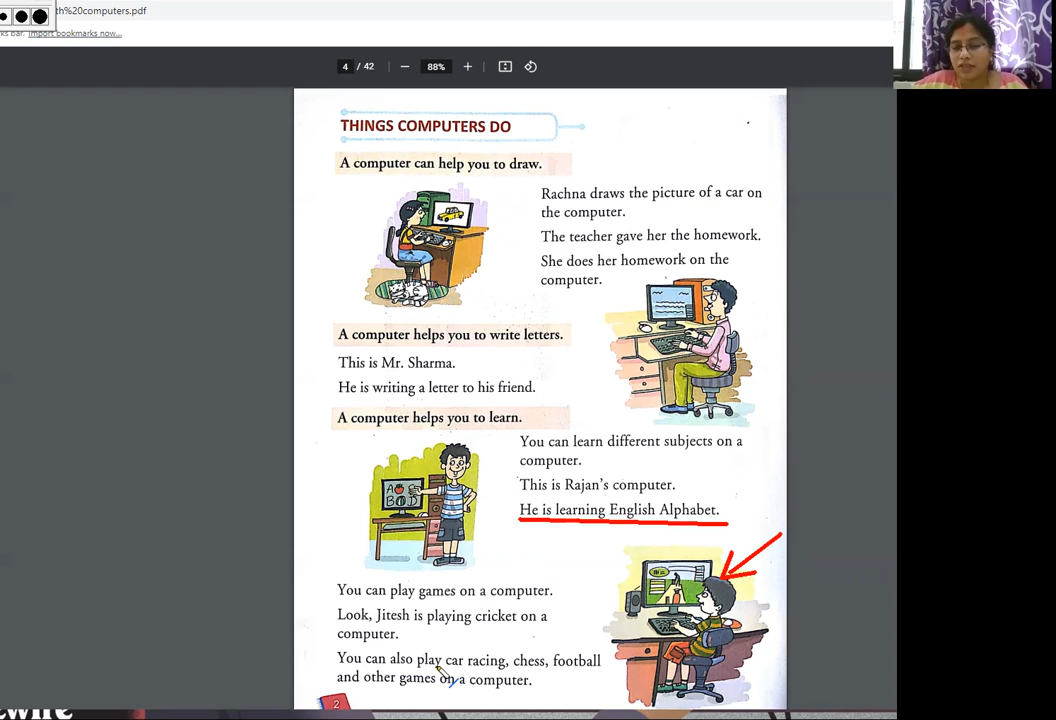 th%20computers.pdf
ks bar. Import bookmarks now...
4 / 42
88%
THINGS COMPUTERS DO
A computer can help you to draw.
Rachna draws the picture of a car on
the computer.
The teacher gave her the homework.
She does her homework on the
computer.
A computer helps you to write letters.
This is Mr. Sharma.
He is writing a letter to his friend.
A computer helps you to learn.
You can learn different subjects on a
computer.
This is Rajan's computer.
He is learning English Alphabet.
You can play games on a computer.
Look, Jitesh is playing cricket on a
computer.
You can also play car racing, chess, football
and other games on a computer.
2